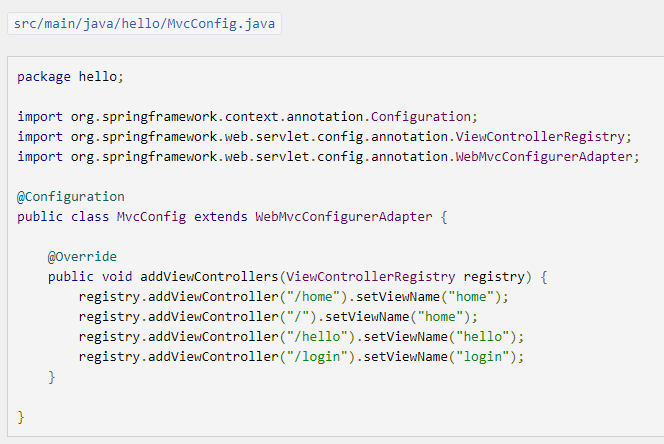 src/main/java/hello/MvcConfig.java
package hello;
import org.springframework.context.annotation.Configuration;
import org.springframework.web.servlet.config.annotation.ViewControllerRegistry;
import org.springframework.web.servlet.config.annotation.WebMvcConfigurerAdapter;
@Configuration
public class MvcConfig extends WebMvcConfigurerAdapter {
    @Override
    public void addViewControllers(ViewControllerRegistry registry) {
        registry.addViewController("/home").setViewName("home");
        registry.addViewController("/").setViewName("home");
        registry.addViewController("/hello").setViewName("hello");
        registry.addViewController("/login").setViewName("login");
    }
}